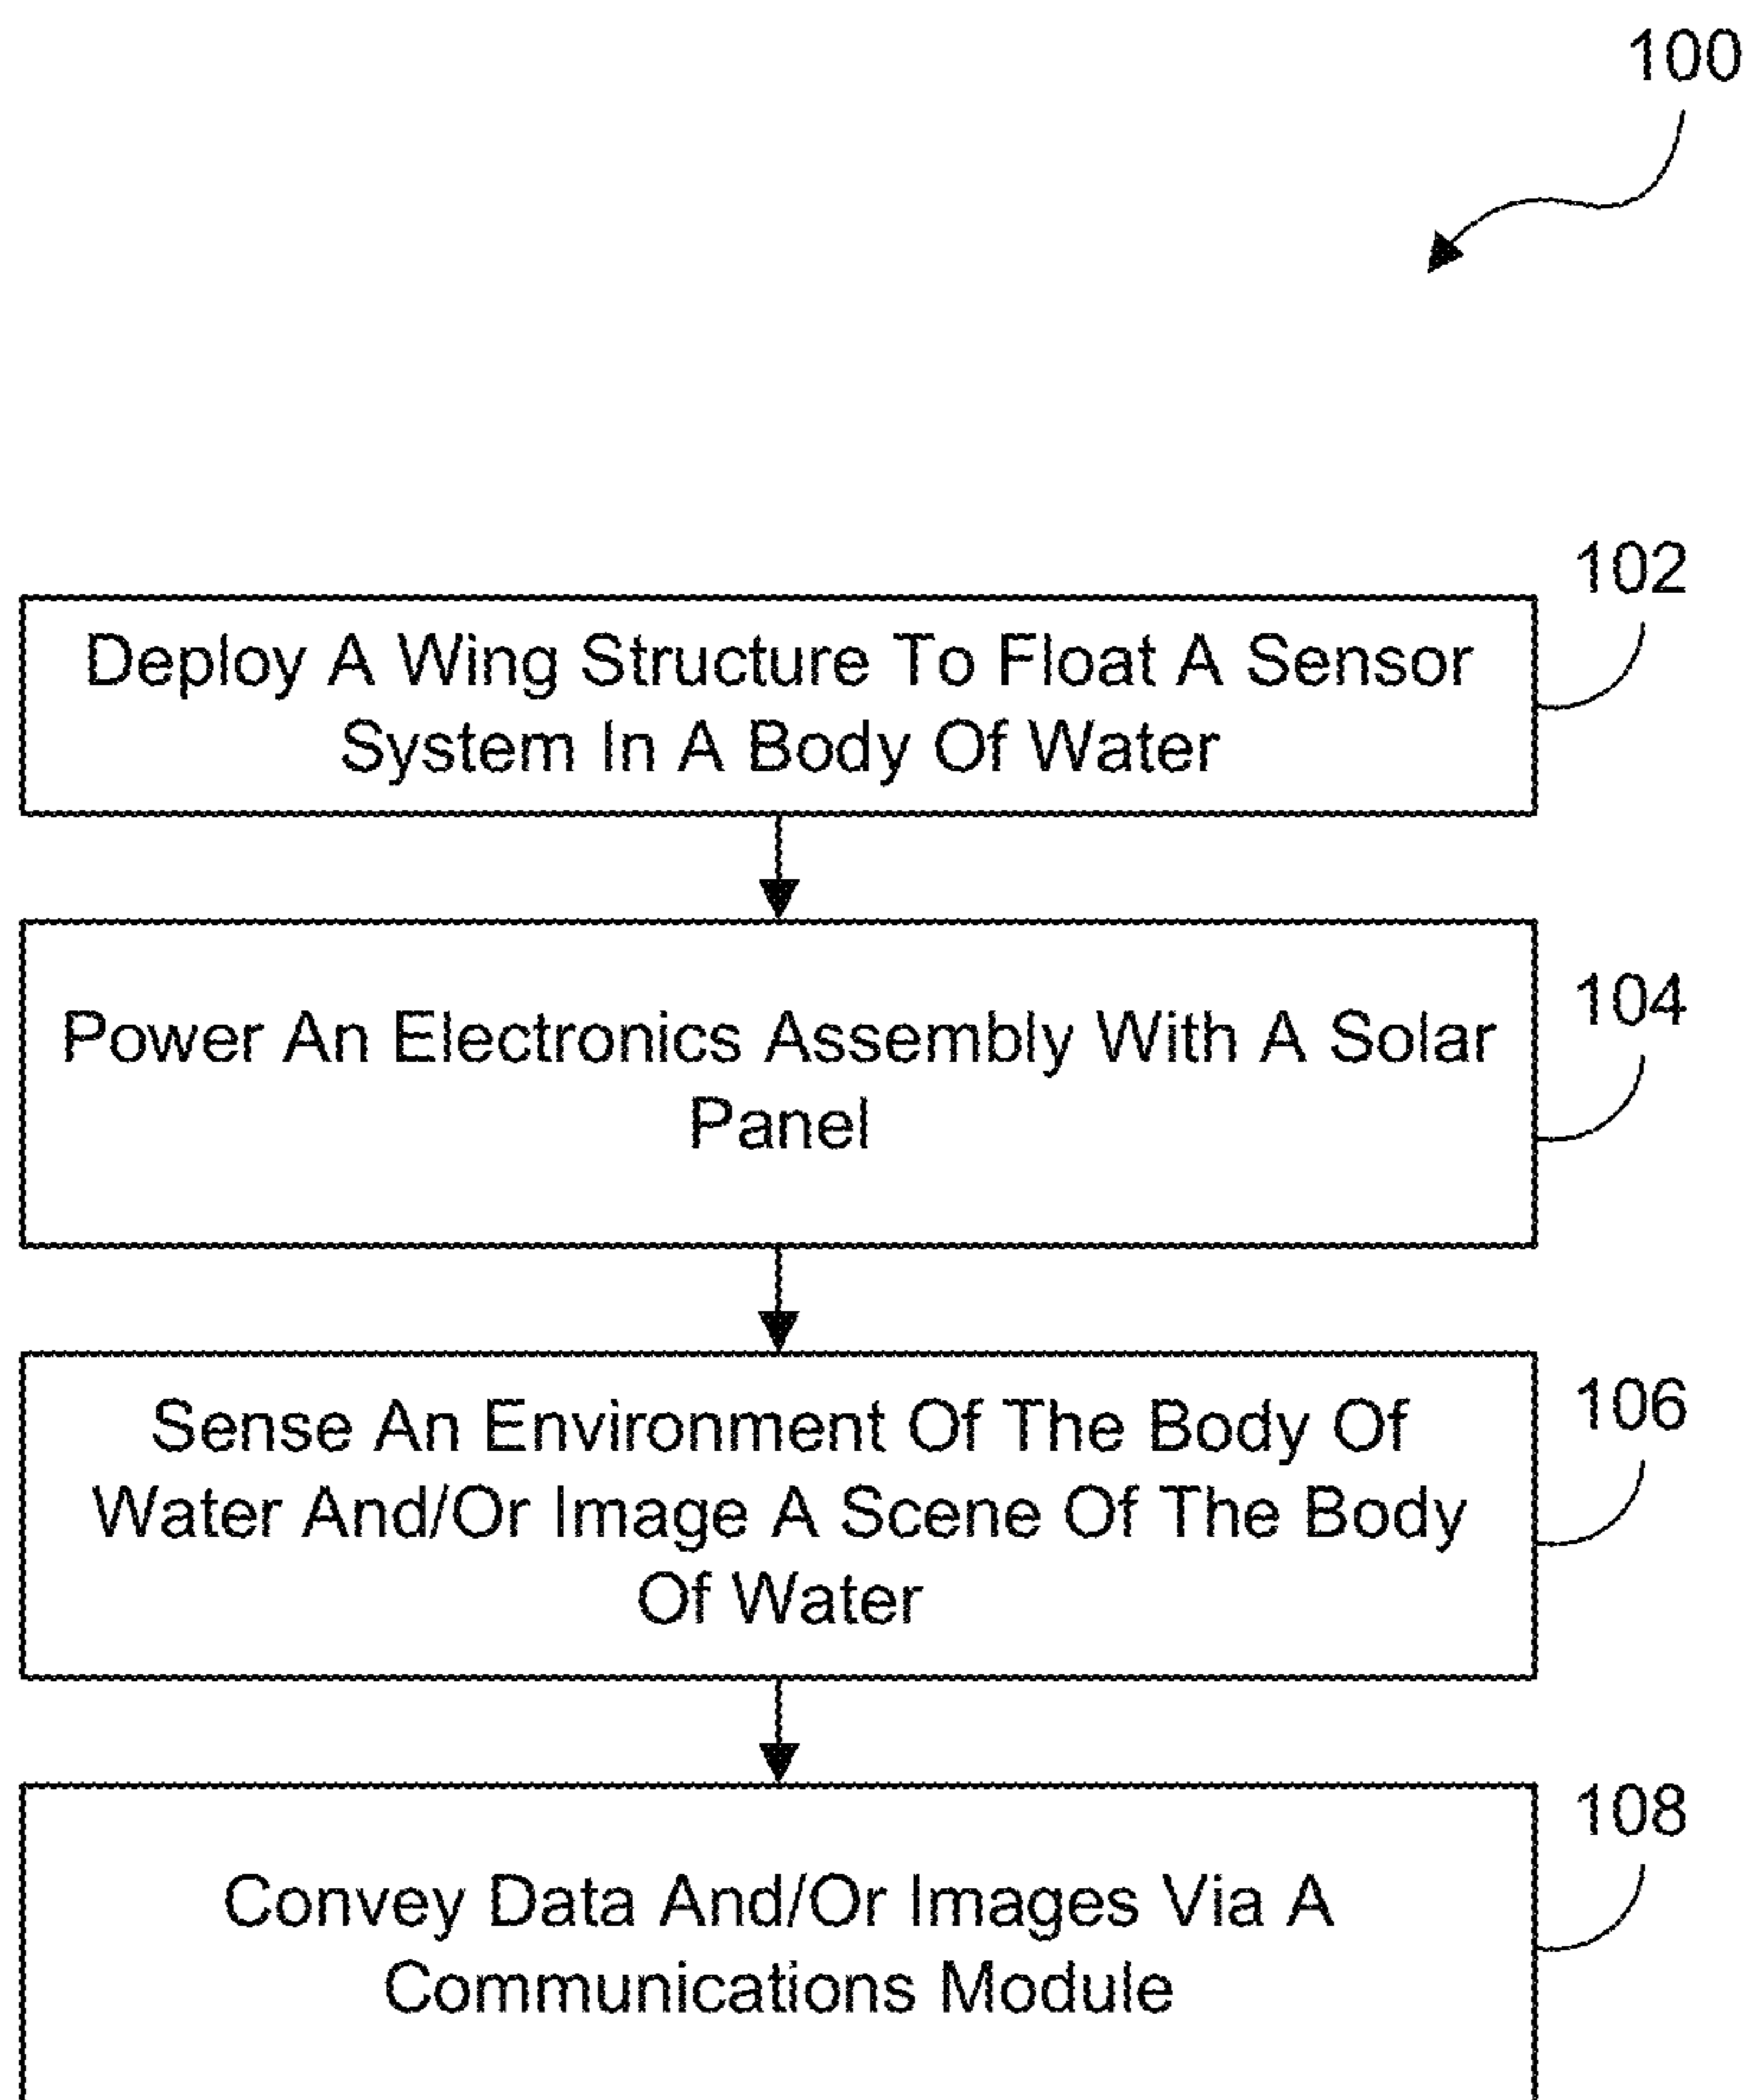 100
102
Deploy A Wing Structure To Float A Sensor
System In A Body Of Water
104
Power An Electronics Assembly With A Solar
Panel
106
Sense An Environment Of The Body Of
Water And/Or Image A Scene Of The Body
Of Water
108
Convey Data And/Or Images Via A
Communications Module